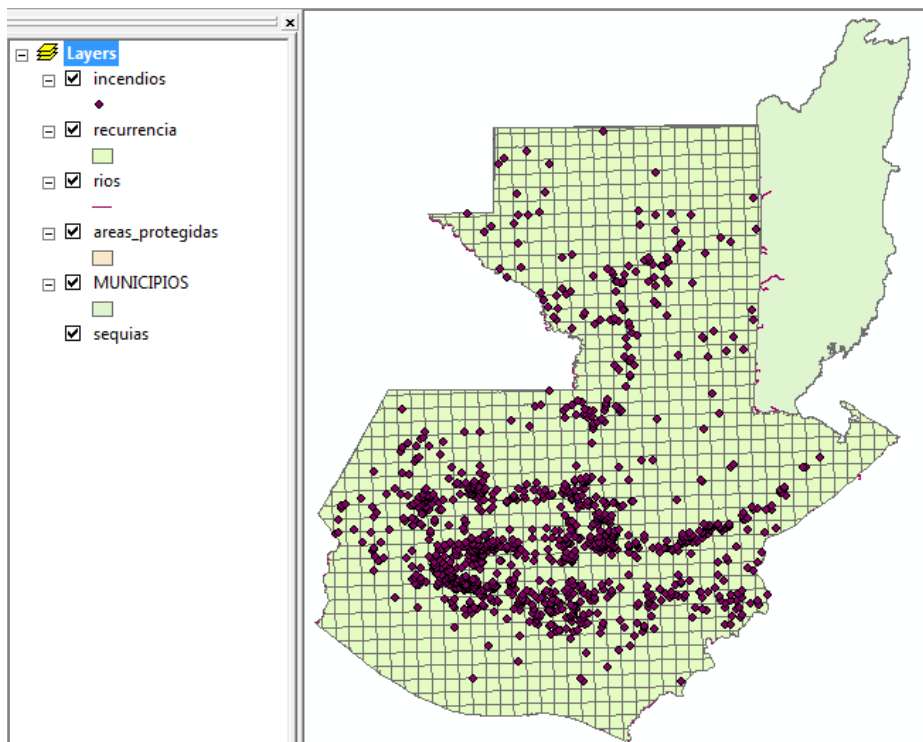 Layers
incendios
recurrencia
rios
areas_protegidas
MUNICIPIOS
sequias